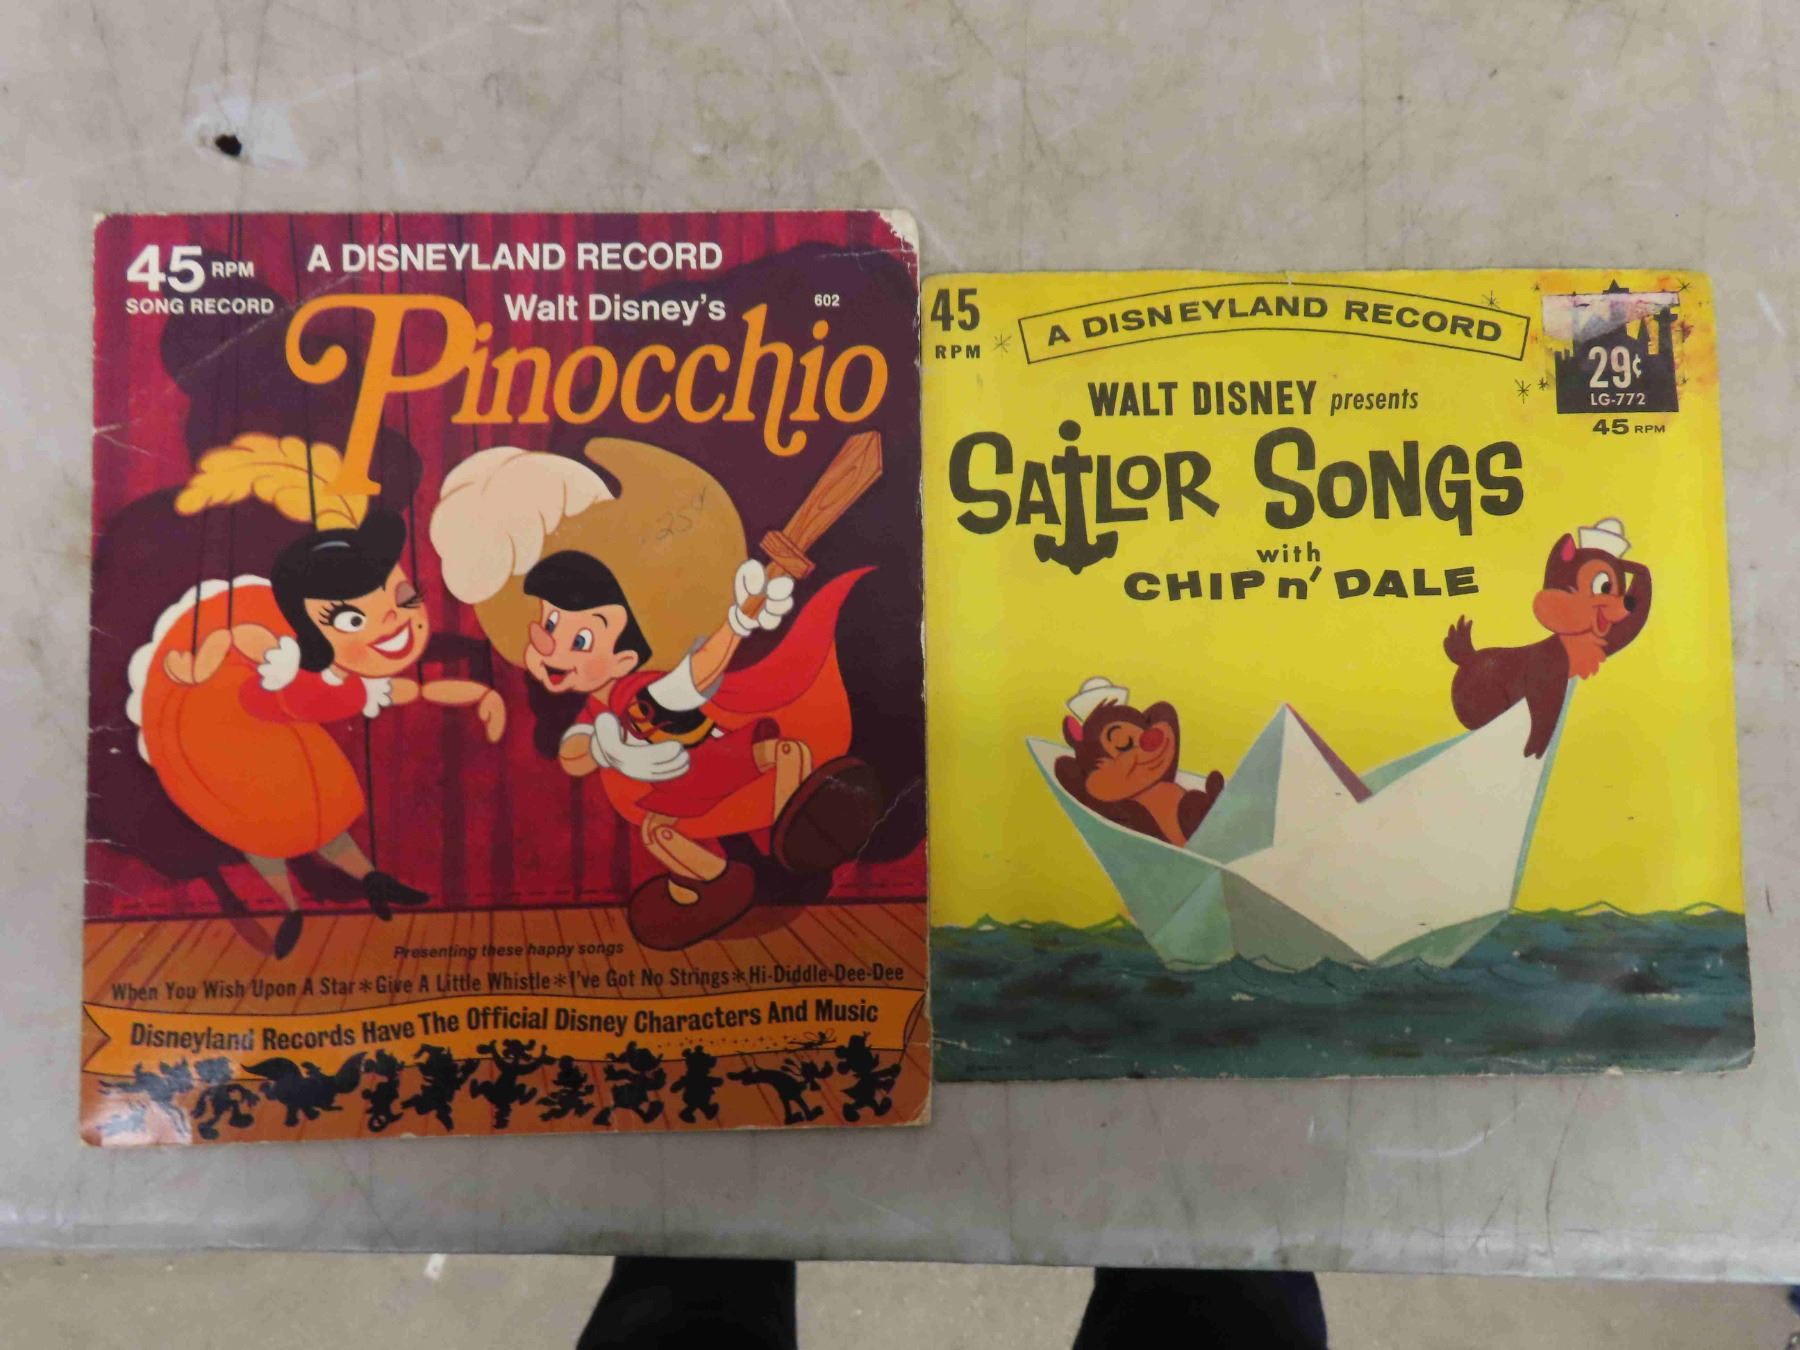 45 RPM
SONG RECORD
A DISNEYLAND RECORD
Walt Disney's
602
Pinocchio
25¢
Presenting these happy songs
When You Wish Upon A Star*Give A Little Whistle*I've Got No Strings*Hi-Diddle-Dee-Dee
Disneyland Records Have The Official Disney Characters And Music
45
RPM
A DISNEYLAND RECORD
29¢
LG-772
45 RPM
WALT DISNEY presents
SAILOR SONGS
with
CHIP n' DALE